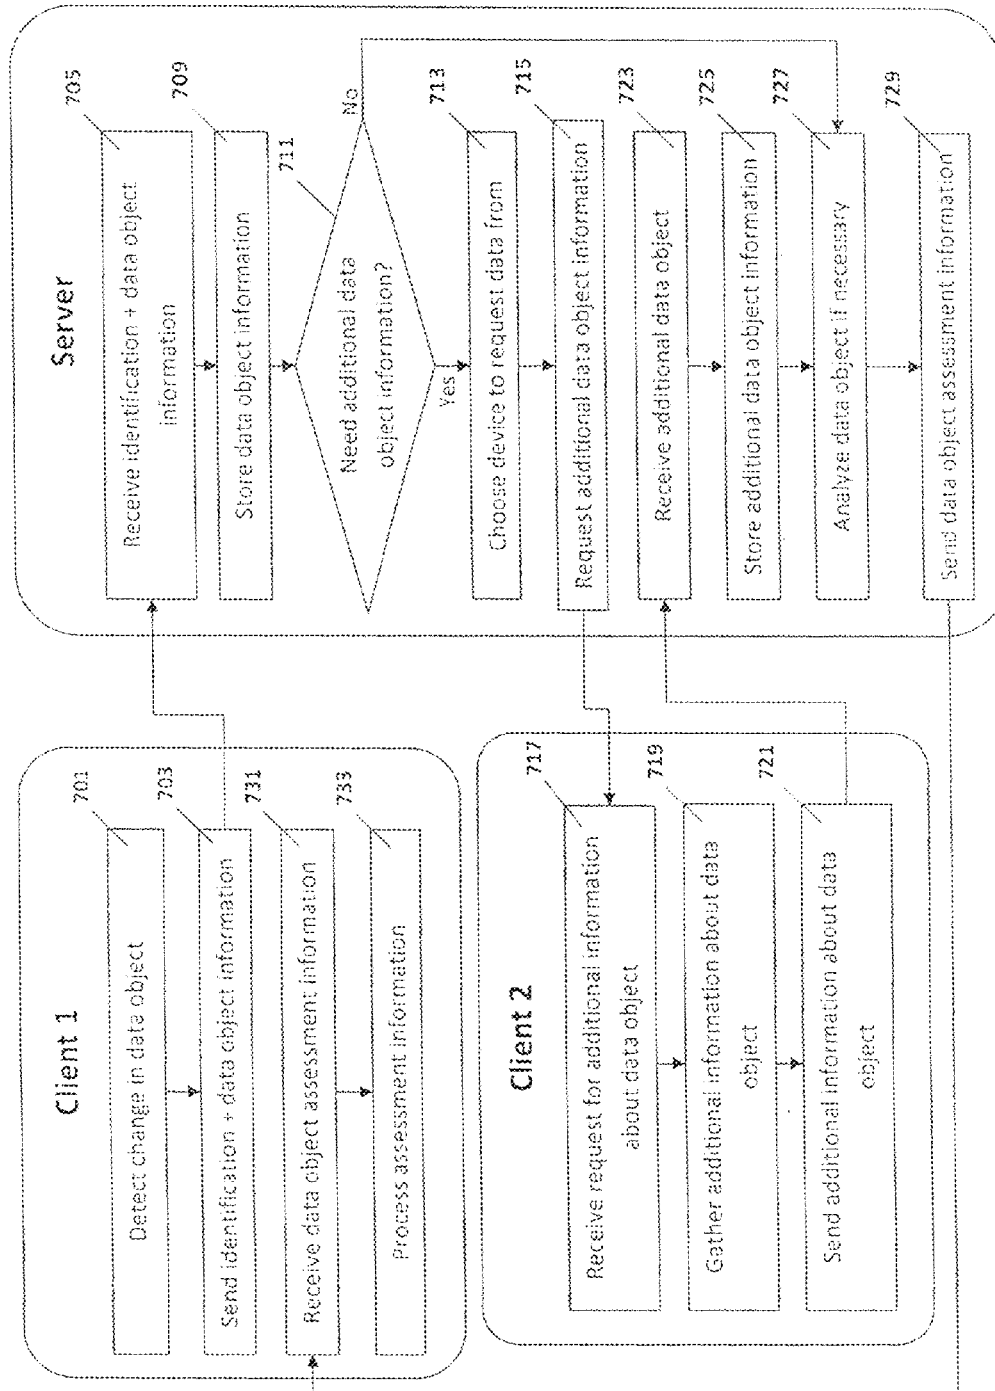 Client 1
701
Detect change in data object
703
Send identification + data object information
731
Receive data object assessment information
733
Process assessment information
Client 2
717
Receive request for additional information
about data object
719
Gather additional information about data
object
721
Send additional information about data
object
Server
705
Receive identification + data object
information
709
Store data object information
711
Need additional data
object information?
No
Yes
713
Choose device to request data from
715
Request additional data object information
723
Receive additional data object
725
Store additional data object information
727
Analyze data object if necessary
729
Send data object assessment information